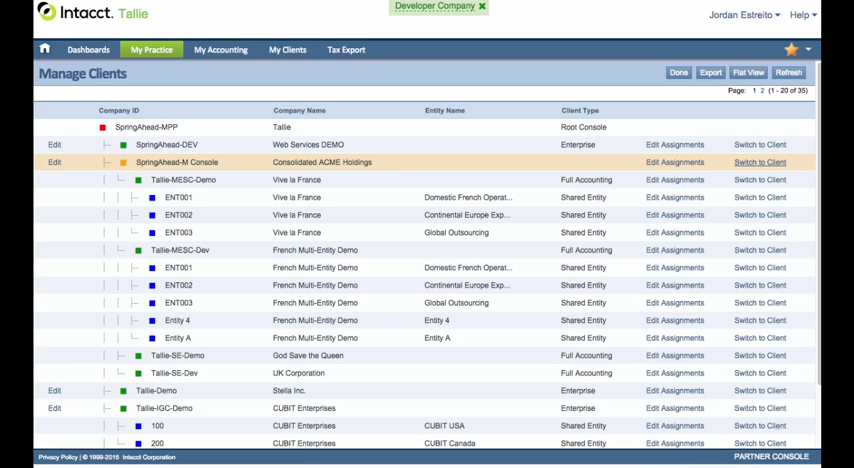 Intacct. Tallie
Developer Company ✖
Jordan Estreito Help
Dashboards My Practice My Accounting My Clients Tax Export
Manage Clients
Done Export Flat View Refresh
Page: 1 2 (1 - 20 of 35)
Company ID Company Name Entity Name Client Type
SpringAhead-MPP Tallie Root Console
Edit SpringAhead-DEV Web Services DEMO Enterprise Edit Assignments Switch to Client
Edit SpringAhead-M Console Consolidated ACME Holdings Edit Assignments Switch to Client
Tallie-MESC-Demo Vive la France Full Accounting Edit Assignments Switch to Client
ENT001 Vive la France Domestic French Operat... Shared Entity Edit Assignments Switch to Client
ENT002 Vive la France Continental Europe Exp... Shared Entity Edit Assignments Switch to Client
ENT003 Vive la France Global Outsourcing Shared Entity Edit Assignments Switch to Client
Tallie-MESC-Dev French Multi-Entity Demo Full Accounting Edit Assignments Switch to Client
ENT001 French Multi-Entity Demo Domestic French Operat... Shared Entity Edit Assignments Switch to Client
ENT002 French Multi-Entity Demo Continental Europe Exp... Shared Entity Edit Assignments Switch to Client
ENT003 French Multi-Entity Demo Global Outsourcing Shared Entity Edit Assignments Switch to Client
Entity 4 French Multi-Entity Demo Entity 4 Shared Entity Edit Assignments Switch to Client
Entity A French Multi-Entity Demo Entity A Shared Entity Edit Assignments Switch to Client
Tallie-SE-Demo God Save the Queen Full Accounting Edit Assignments Switch to Client
Tallie-SE-Dev UK Corporation Full Accounting Edit Assignments Switch to Client
Edit Tallie-Demo Stella Inc. Enterprise Edit Assignments Switch to Client
Edit Tallie-IGC-Demo CUBIT Enterprises Enterprise Edit Assignments Switch to Client
100 CUBIT Enterprises CUBIT USA Shared Entity Edit Assignments Switch to Client
200 CUBIT Enterprises CUBIT Canada Shared Entity Edit Assignments Switch to Client
Privacy Policy | © 1999-2015 Intacct Corporation PARTNER CONSOLE